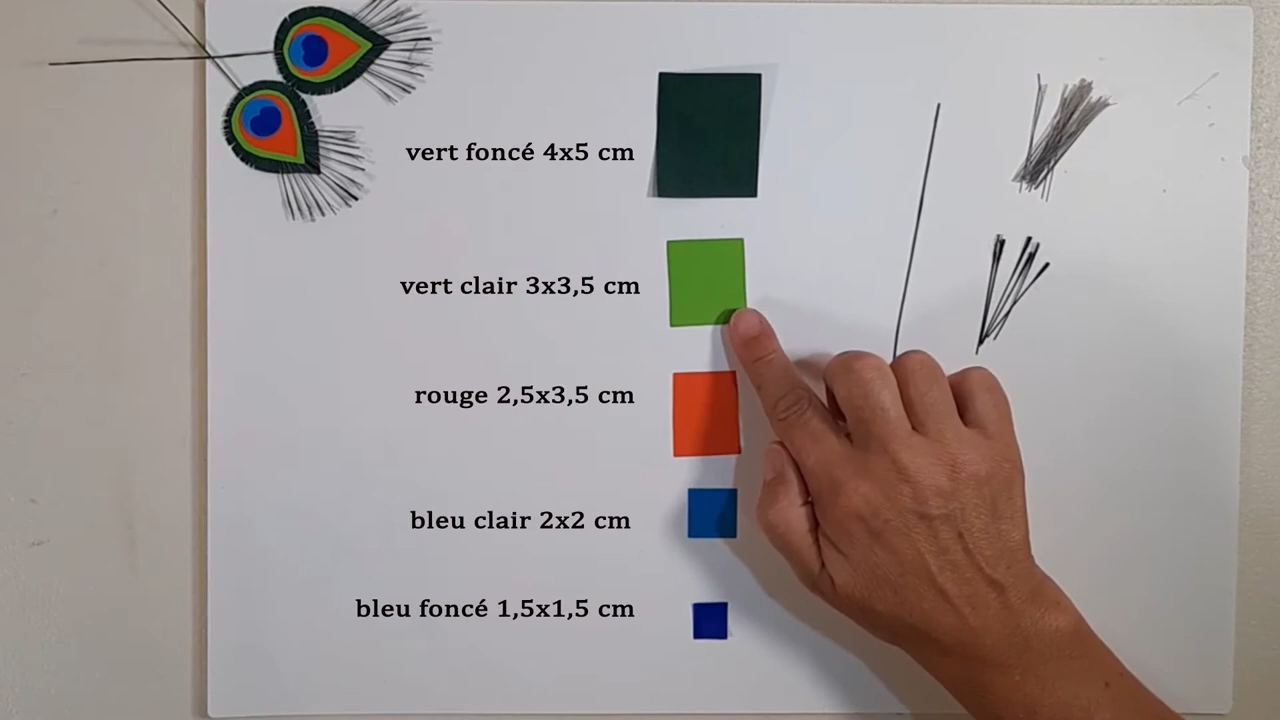 vert foncé 4x5 cm
vert clair 3x3,5 cm
rouge 2,5x3,5 cm
bleu clair 2x2 cm
bleu foncé 1,5x1,5 cm